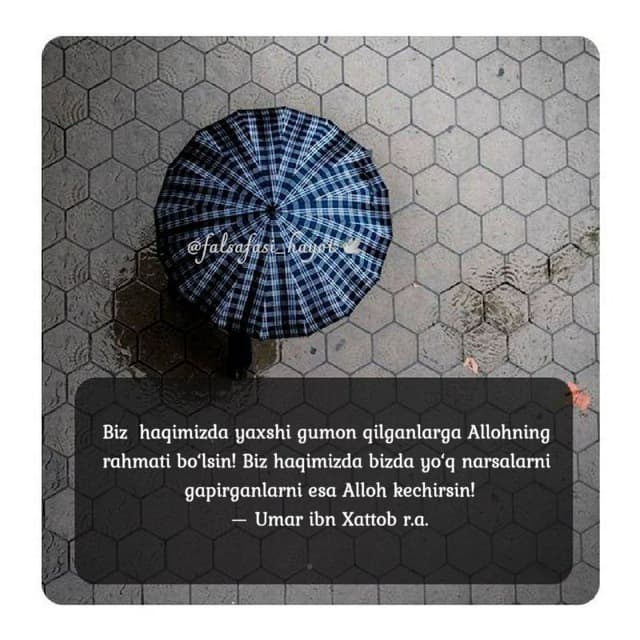 @falsafasi_hayot
Biz haqimizda yaxshi gumon qilganlarga Allohning
rahmati bo‘lsin! Biz haqimizda bizda yo‘q narsalarni
gapirganlarni esa Alloh kechirsin!
— Umar ibn Xattob r.a.